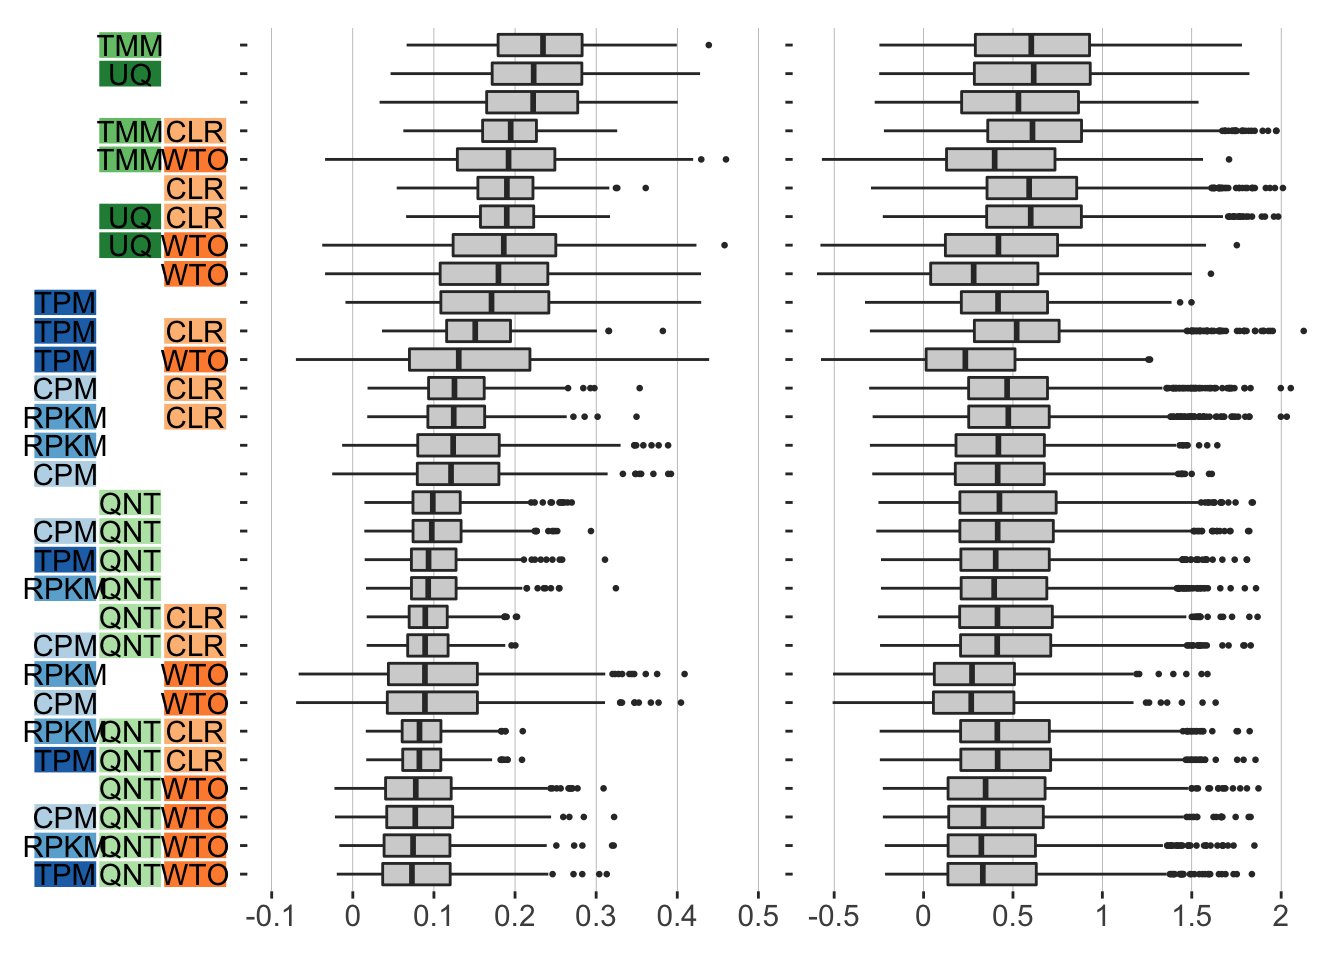 TMM
UQ
TMM CLR
TMM WTO
CLR
UQ CLR
UQ WTO
WTO
TPM
TPM CLR
TPM WTO
CPM CLR
RPKM CLR
RPKM
CPM
QNT
CPM QNT
TPM QNT
RPKM QNT
QNT CLR
CPM QNT CLR
RPKM WTO
CPM WTO
RPKM QNT CLR
TPM QNT CLR
QNT WTO
CPM QNT WTO
RPKM QNT WTO
TPM QNT WTO
-0.1 0 0.1 0.2 0.3 0.4 0.5 -0.5 0 0.5 1 1.5 2